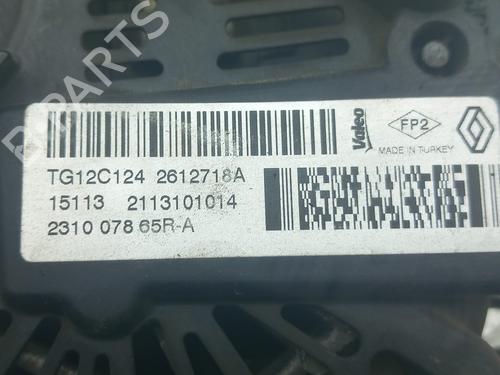 Valeo
FP2
MADE IN TURKEY
TG12C124 2612718A
15113 2113101014
2310 078 65R-A
B-PARTS